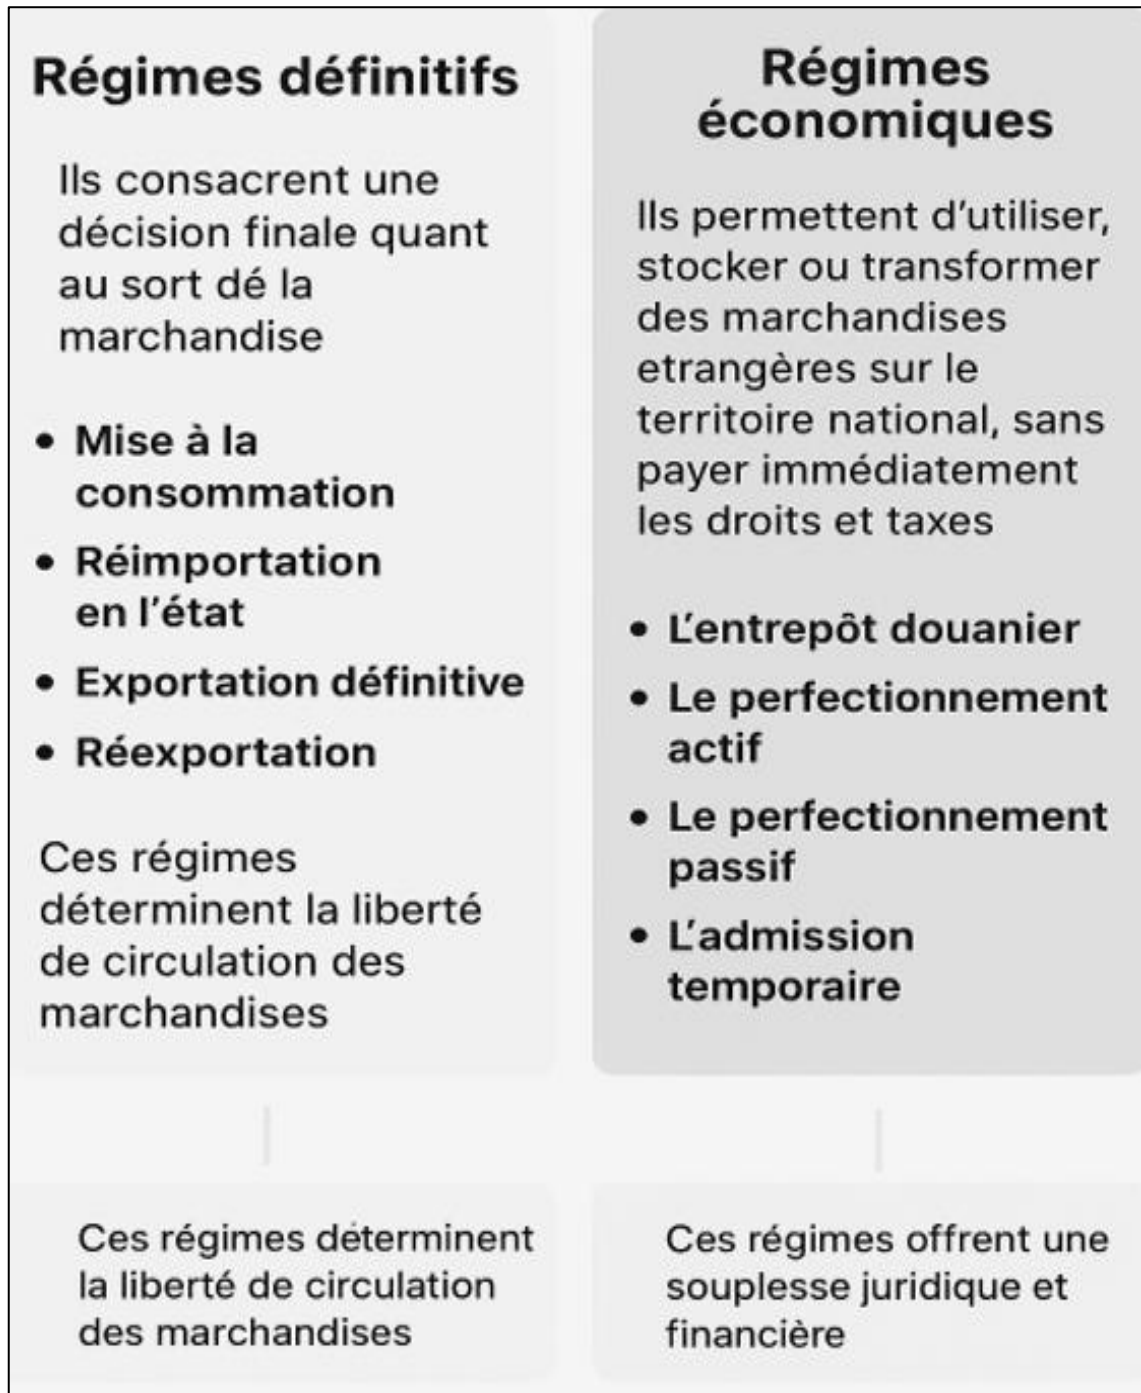 Régimes définitifs
Ils consacrent une
décision finale quant
au sort dé la
marchandise
• Mise à la
consommation
• Réimportation
en l’état
• Exportation définitive
• Réexportation
Ces régimes
déterminent la liberté
de circulation des
marchandises
Ces régimes déterminent
la liberté de circulation
des marchandises
Régimes
économiques
Ils permettent d’utiliser,
stocker ou transformer
des marchandises
etrangères sur le
territoire national, sans
payer immédiatement
les droits et taxes
• L’entrepôt douanier
• Le perfectionnement
actif
• Le perfectionnement
passif
• L’admission
temporaire
Ces régimes offrent une
souplesse juridique et
financière